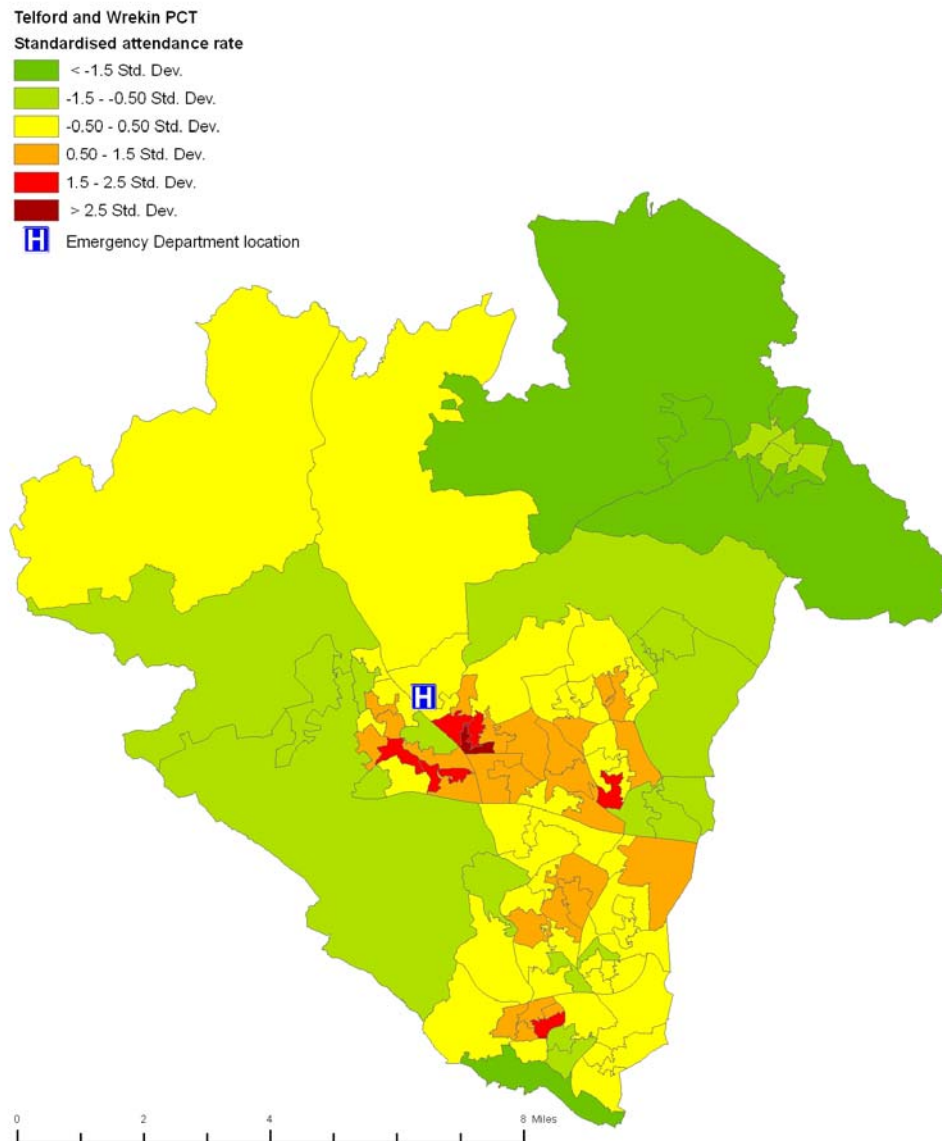 Telford and Wrekin PCT
Standardised attendance rate
< -1.5 Std. Dev.
-1.5 - -0.50 Std. Dev.
-0.50 - 0.50 Std. Dev.
0.50 - 1.5 Std. Dev.
1.5 - 2.5 Std. Dev.
> 2.5 Std. Dev.
H Emergency Department location
H
0 2 4 8 Miles